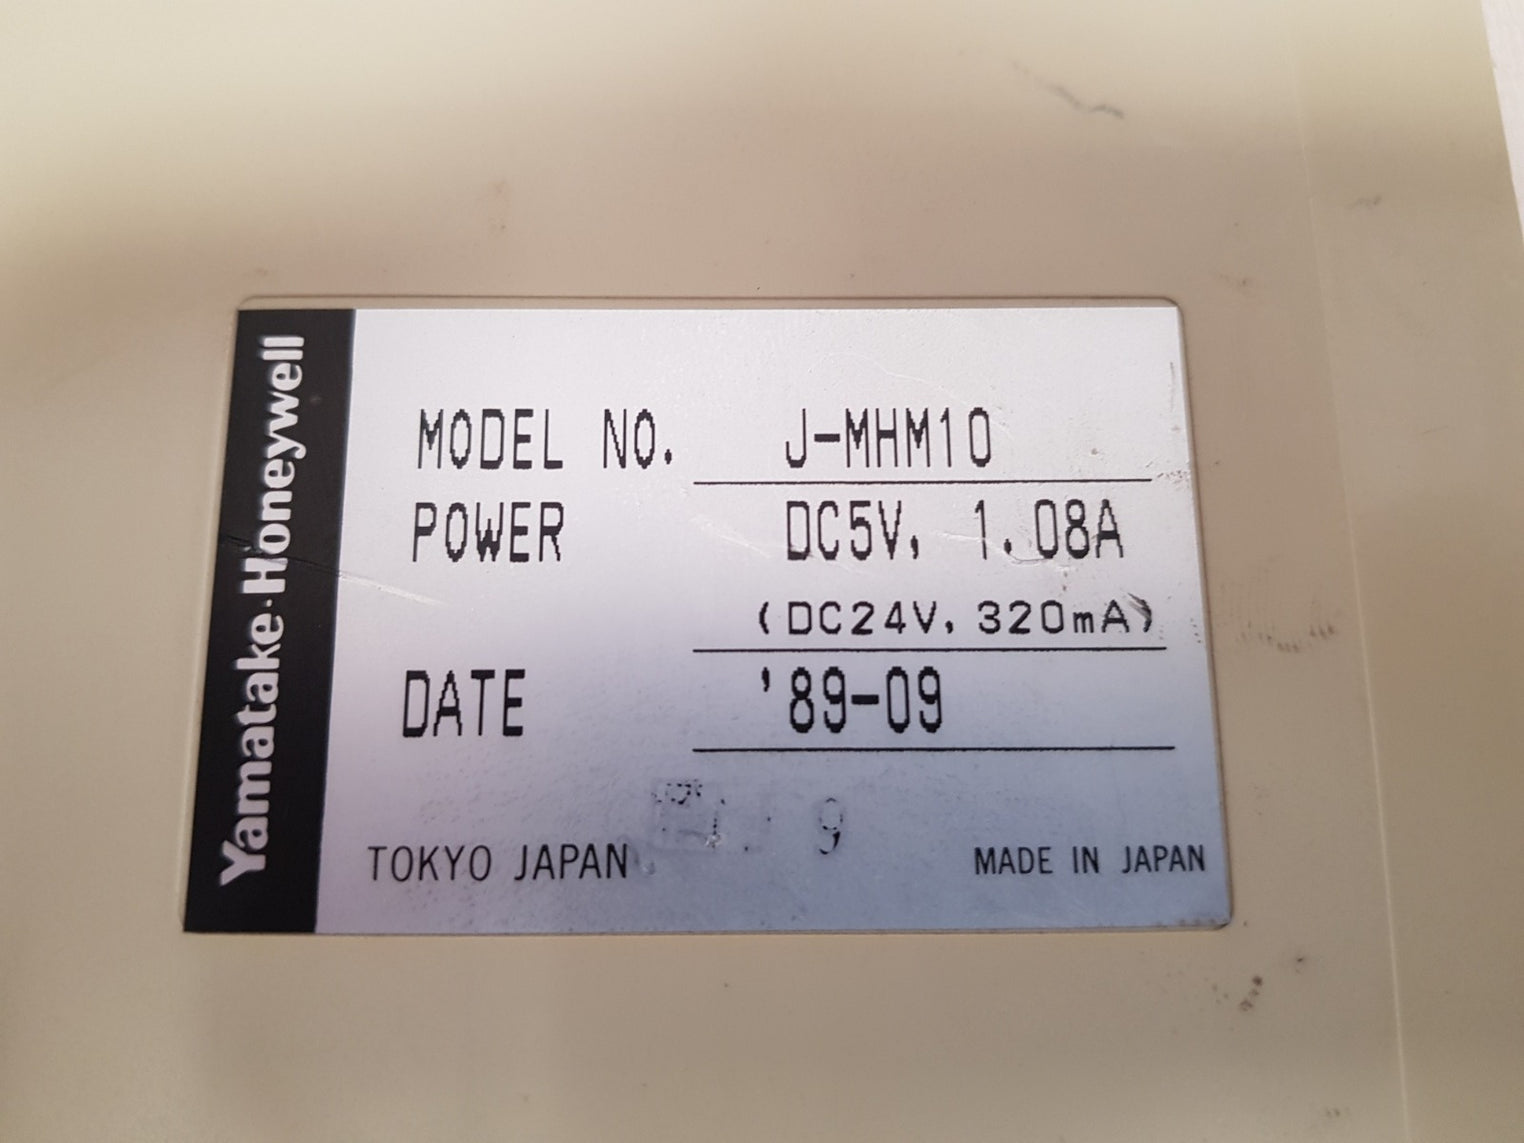 Yamatake-Honeywell
MODEL NO. J-MHM10
POWER DC5V, 1.08A
(DC24V, 320mA)
DATE '89-09
9
TOKYO JAPAN
MADE IN JAPAN